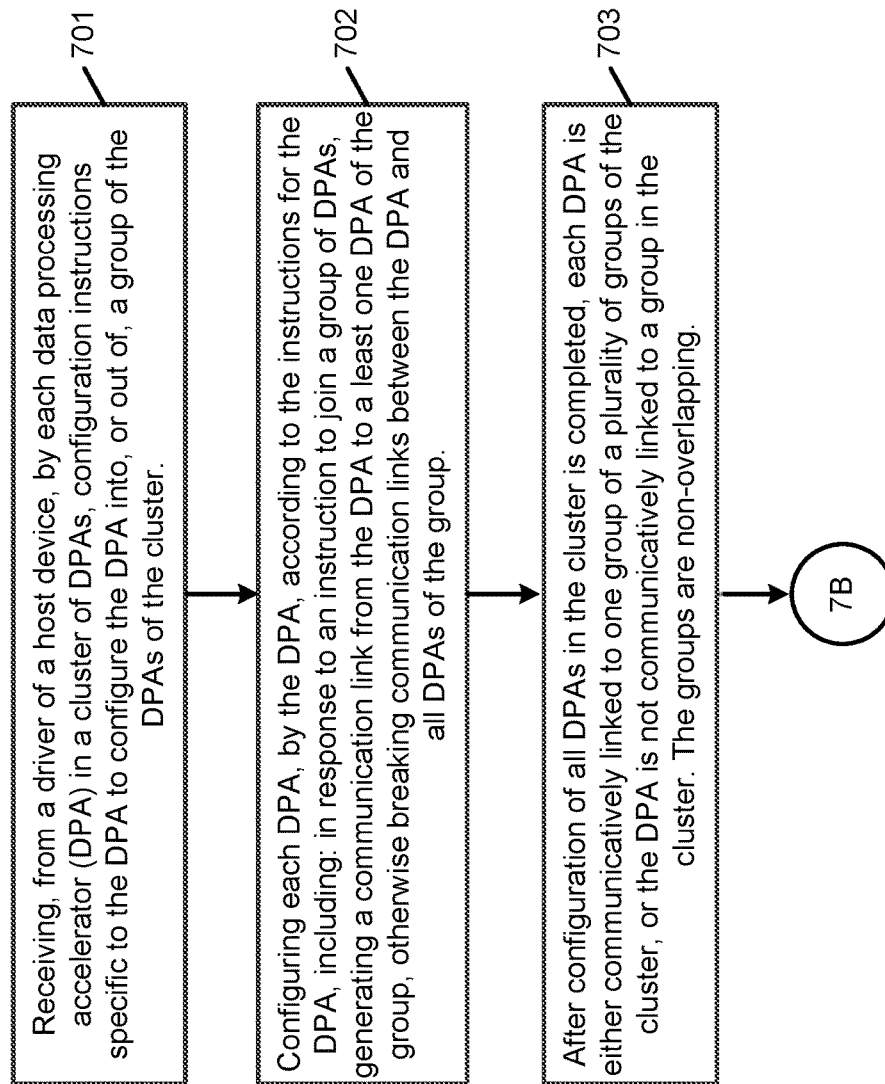 Receiving, from a driver of a host device, by each data processing
accelerator (DPA) in a cluster of DPAs, configuration instructions
specific to the DPA to configure the DPA into, or out of, a group of the
DPAs of the cluster.
701
Configuring each DPA, by the DPA, according to the instructions for the
DPA, including: in response to an instruction to join a group of DPAs,
generating a communication link from the DPA to a least one DPA of the
group, otherwise breaking communication links between the DPA and
all DPAs of the group.
702
After configuration of all DPAs in the cluster is completed, each DPA is
either communicatively linked to one group of a plurality of groups of the
cluster, or the DPA is not communicatively linked to a group in the
cluster. The groups are non-overlapping.
703
7B